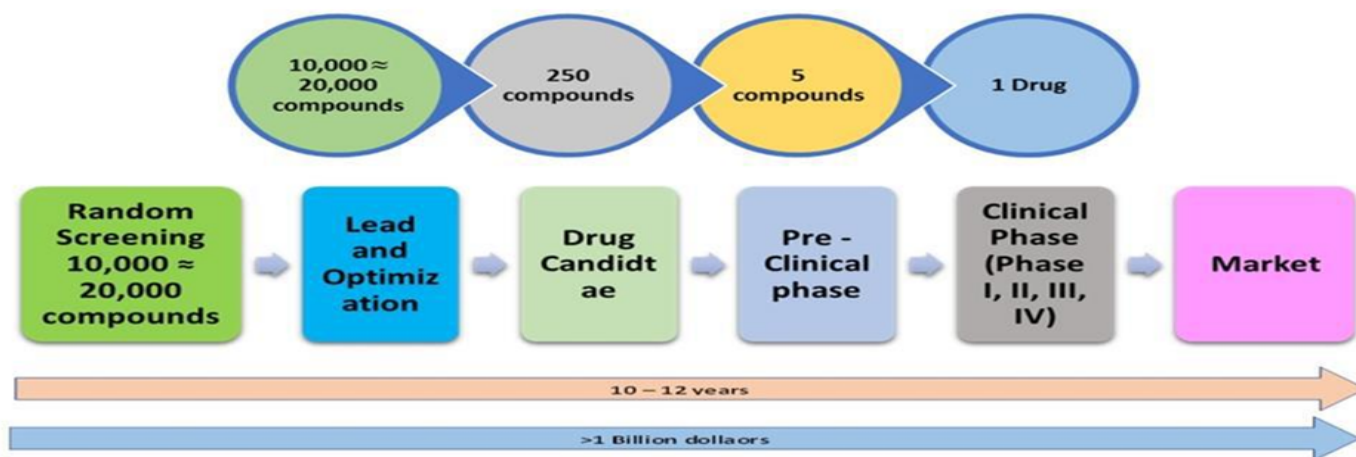 10,000 ≈
20,000
compounds
250
compounds
5
compounds
1 Drug
Random
Screening
10,000 ≈
20,000
compounds
Lead
and
Optimiz
ation
Drug
Candidt
ae
Pre -
Clinical
phase
Clinical
Phase
(Phase
I, II, III,
IV)
Market
10 – 12 years
>1 Billion dollaors